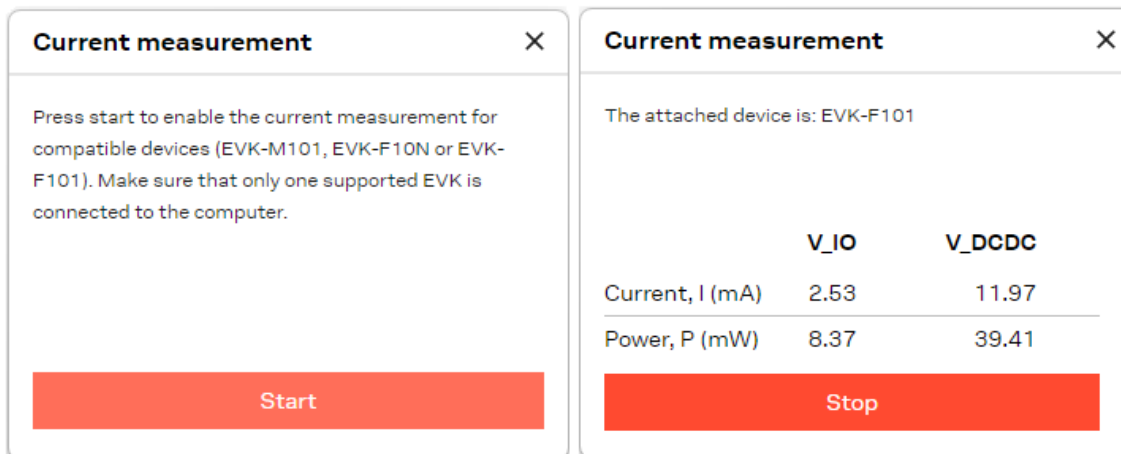 Current measurement
Press start to enable the current measurement for
compatible devices (EVK-M101, EVK-F10N or EVK-
F101). Make sure that only one supported EVK is
connected to the computer.
Start
Current measurement
The attached device is: EVK-F101
V_IO V_DCDC
Current, I (mA) 2.53 11.97
Power, P (mW) 8.37 39.41
Stop